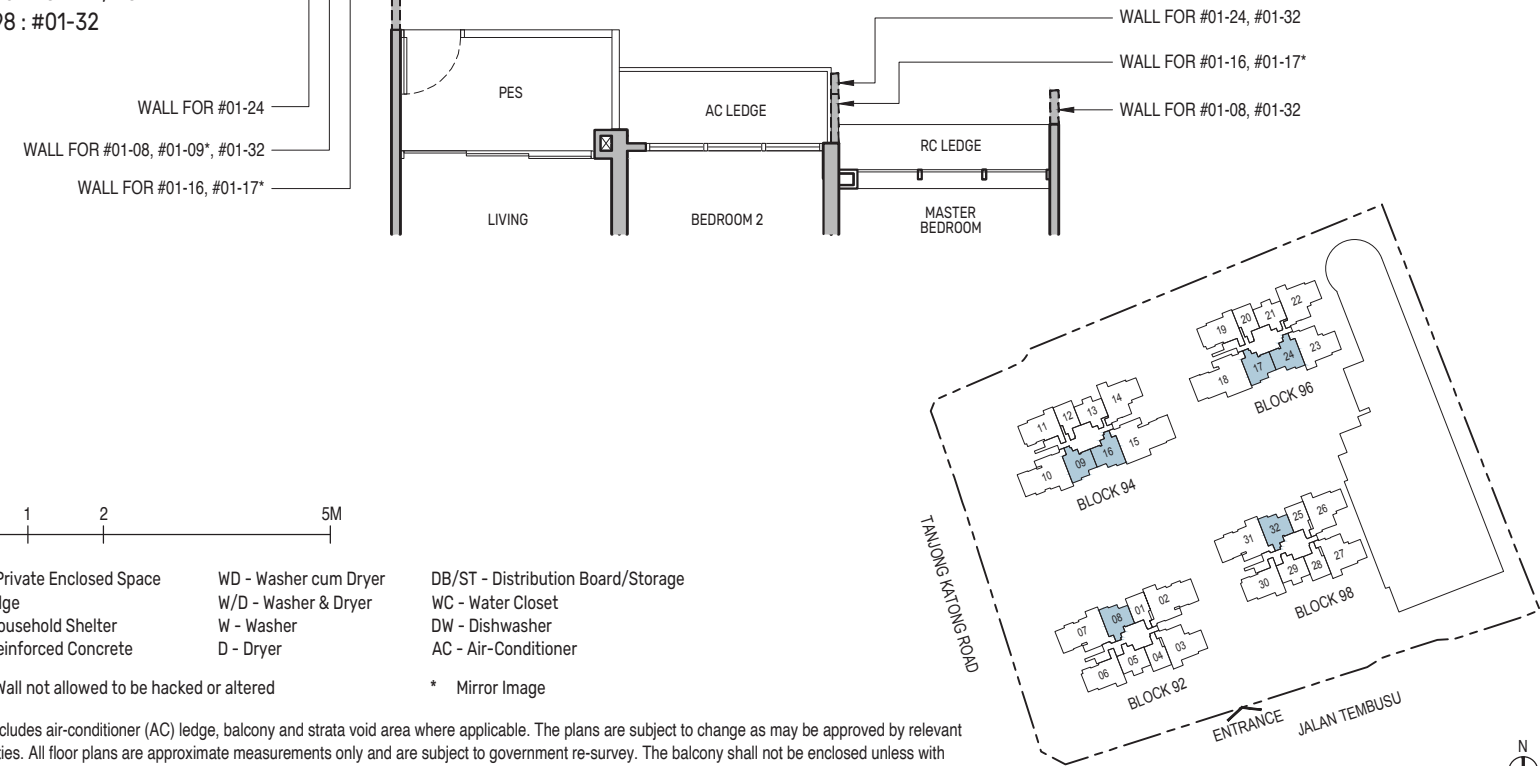 98 : #01-32
WALL FOR #01-24
WALL FOR #01-08, #01-09*, #01-32
WALL FOR #01-16, #01-17*
PES
AC LEDGE
RC LEDGE
LIVING
BEDROOM 2
MASTER
BEDROOM
WALL FOR #01-24, #01-32
WALL FOR #01-16, #01-17*
WALL FOR #01-08, #01-32
22
21
20
19
23
24
17
18
BLOCK 96
14
13
12
11
15
16
09
10
BLOCK 94
26
25
32
31
27
28
29
30
BLOCK 98
02
01
08
07
03
04
05
06
BLOCK 92
TANJONG KATONG ROAD
ENTRANCE
JALAN TEMBUSU
N
1 2 5M
Private Enclosed Space
WD - Washer cum Dryer
W/D - Washer & Dryer
W - Washer
D - Dryer
DB/ST - Distribution Board/Storage
WC - Water Closet
DW - Dishwasher
AC - Air-Conditioner
Household Shelter
Reinforced Concrete
Wall not allowed to be hacked or altered
* Mirror Image
air-conditioner (AC) ledge, balcony and strata void area where applicable. The plans are subject to change as may be approved by relevant
All floor plans are approximate measurements only and are subject to government re-survey. The balcony shall not be enclosed unless with